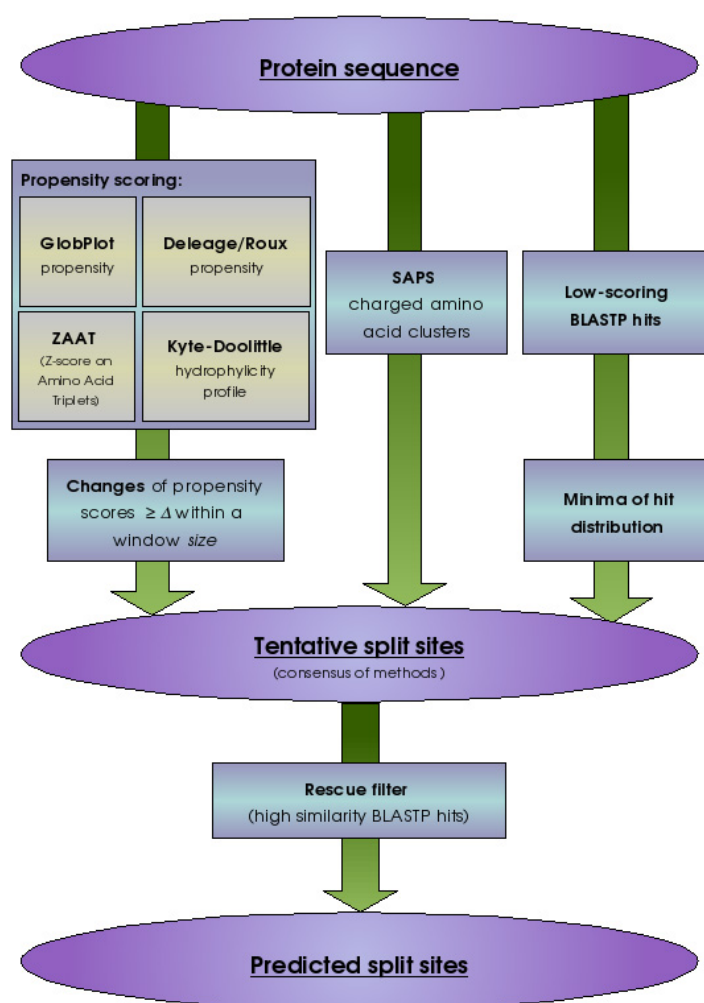 Protein sequence
Propensity scoring:
GlobPlot
propensity
Deleage/Roux
propensity
ZAAT
(Z-score on
Amino Acid
Triplets)
Kyte-Doolittle
hydrophylicity
profile
SAPS
charged amino
acid clusters
Low-scoring
BLASTP hits
Changes of propensity
scores ≥ Δ within a
window size
Minima of hit
distribution
Tentative split sites
(consensus of methods )
Rescue filter
(high similarity BLASTP hits)
Predicted split sites